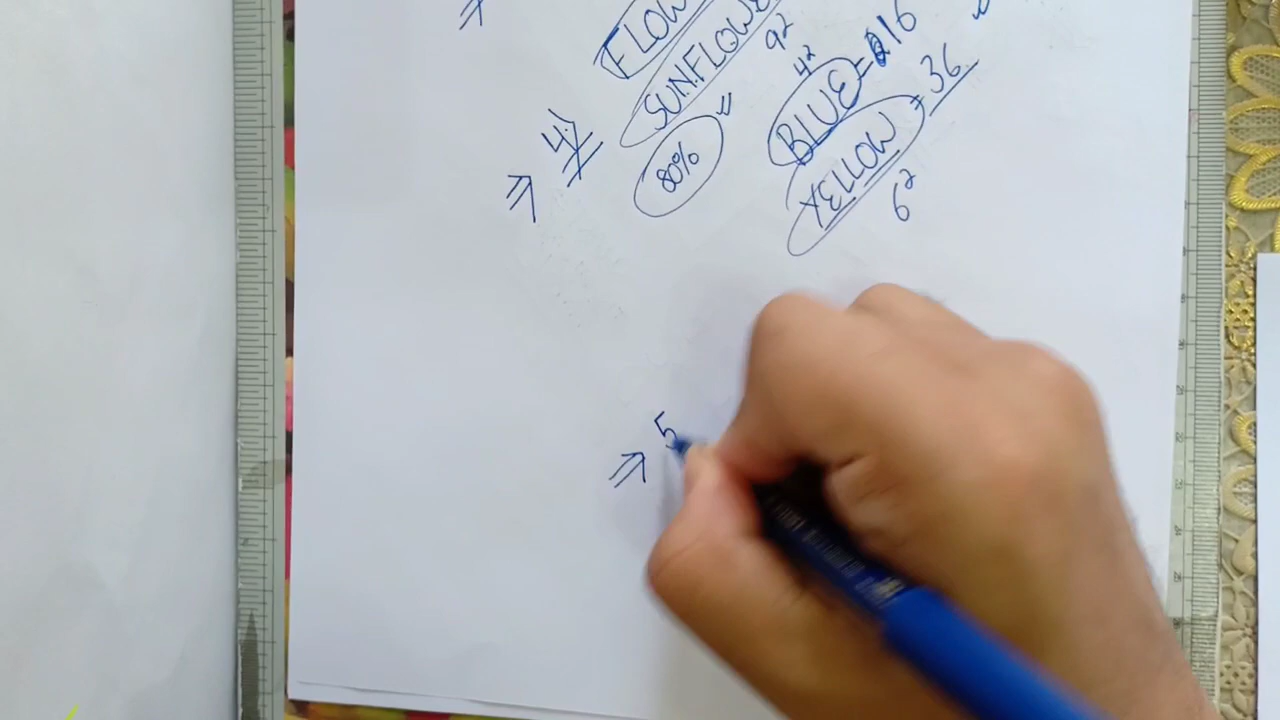 ⇒
FLOW
SUNFLOWE
9²
⇒ 4)
80%
4²
BLUE = 16
YELLOW = 36
6²
⇒ 5